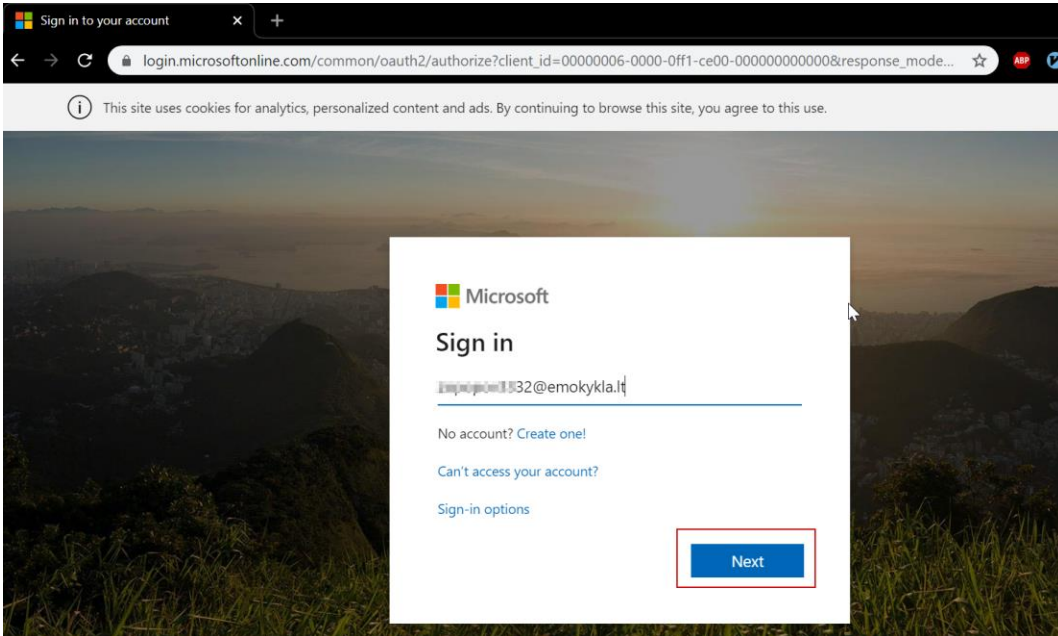 Sign in to your account
login.microsoftonline.com/common/oauth2/authorize?client_id=00000006-0000-0ff1-ce00-000000000000&response_mode...
ABP
This site uses cookies for analytics, personalized content and ads. By continuing to browse this site, you agree to this use.
Microsoft
Sign in
32@emokykla.lt
No account? Create one!
Can't access your account?
Sign-in options
Next